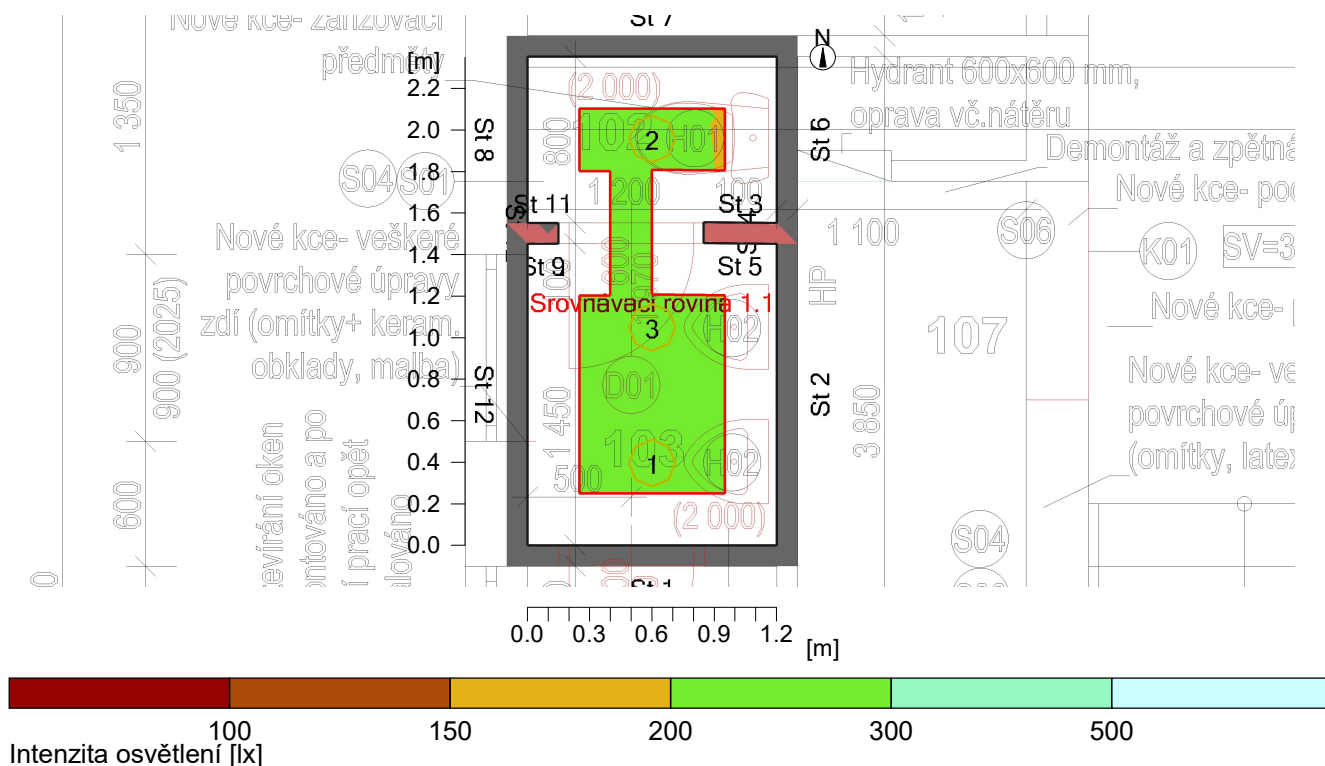 Nové kce- zařizovací
předměty
St 7
N
[m]
2.2
2.0
1.8
1.6
1.4
1.2
1.0
0.8
0.6
0.4
0.2
0.0
1 350
900
900 (2025)
600
0
St 8
S04
S01
Nové kce- veškeré
povrchové úpravy
zdí (omítky+ keram.
obklady, malba)
St 12
(2 000)
800
102
2
H01
1 200
100
St 11
St 3
St 4
St 9
St 5
Srovnávací rovina 1.1
3
H02
D01
1 450
103
1
H02
500
(2 000)
St 1
St 6
Hydrant 600x600 mm,
oprava vč.nátěru
Demontáž a zpětná
Nové kce-
S06
K01
SV=3
1 100
HP
Nové kce-
107
St 2
3 850
Nové kce-
povrchové
(omítky,
S04
0.0
0.3
0.6
0.9
1.2
[m]
100
150
200
300
500
Intenzita osvětlení [lx]